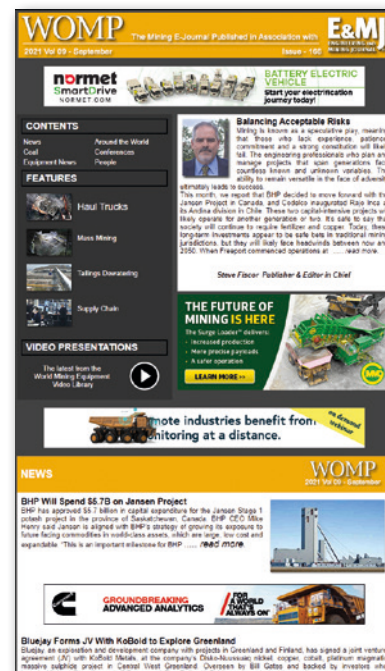 WOMP
The Mining E-Journal Published in Association with
E&MJ
2021 Vol 09 - September
Issue - 166
normet
SmartDrive
NORMET.COM
BATTERY ELECTRIC
VEHICLE
Start your electrification
journey today!
CONTENTS
News
Coal
Equipment News
Around the World
Conferences
People
FEATURES
Haul Trucks
Mass Mining
Tailings Dewatering
Supply Chain
VIDEO PRESENTATIONS
The latest from the
World Mining Equipment
Video Library
Balancing Acceptable Risks
Mining is known as a speculative play, meaning
that those who lack experience, patience,
commitment and a strong constitution will likely
fail. The engineering professionals who plan and
manage projects that span generations face
countless known and unknown variables. The
ability to remain versatile in the face of adversity
ultimately leads to success.
This month, we report that BHP decided to move forward with the
Janson Project in Canada, and Codelco inaugurated Rajo Inca at
its Andina division in Chile. These two capital-intensive projects will
likely operate for another generation or two. It's safe to say that
society will continue to require fertilizer and copper. Today, these
long-term investments appear to be safe bets in traditional mining
jurisdictions, but they will likely face headwinds between now and
2050. When Freeport commenced operations at ...... read more.
Steve Fiscor Publisher & Editor in Chief
THE FUTURE OF
MINING IS HERE
The Surge Loader™ delivers:
- Increased production
- More precise payloads
- A safer operation
LEARN MORE >>
MMD
mote industries benefit from
nitoring at a distance.
on demand
webinar
NEWS
WOMP
2021 Vol 09 - September
BHP Will Spend $5.7B on Jansen Project
BHP has approved $5.7 billion in capital expenditure for the Jansen Stage 1
potash project in the province of Saskatchewan, Canada. BHP CEO Mike
Henry said Jansen is aligned with BHP's strategy of growing its exposure to
future facing commodities in world-class assets, which are large, low cost and
expandable. "This is an important milestone for BHP ...... read more.
GROUNDBREAKING
ADVANCED ANALYTICS
FOR
A WORLD
THAT'S
ALWAYS ON™
Bluejay Forms JV With KoBold to Explore Greenland
Bluejay, an exploration and development company with projects in Greenland and Finland, has signed a joint venture
agreement (JV) with KoBold Metals, at the company's Disko-Nuussuaq nickel, copper, cobalt, platinum magmatic
massive sulphide project in Central West Greenland. Overseen by Bill Gates and backed by investors who